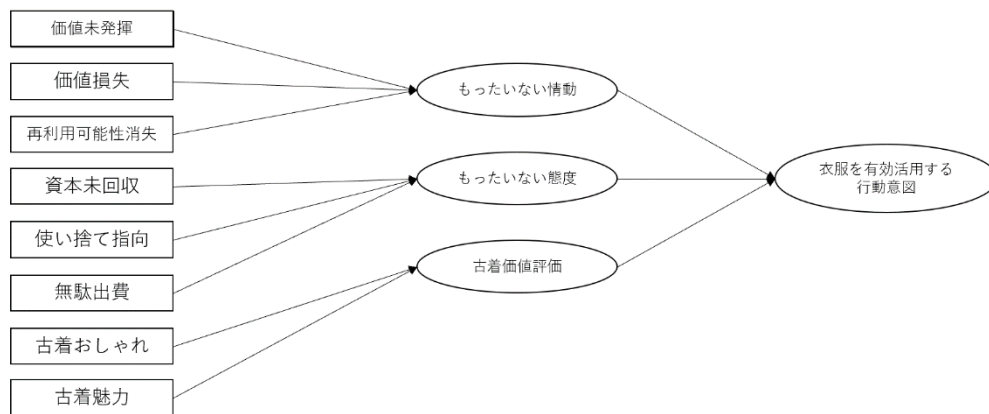 価値未発揮
価値損失
再利用可能性消失
資本未回収
使い捨て指向
無駄出費
古着おしゃれ
古着魅力
もったいない情動
もったいない態度
古着価値評価
衣服を有効活用する
行動意図